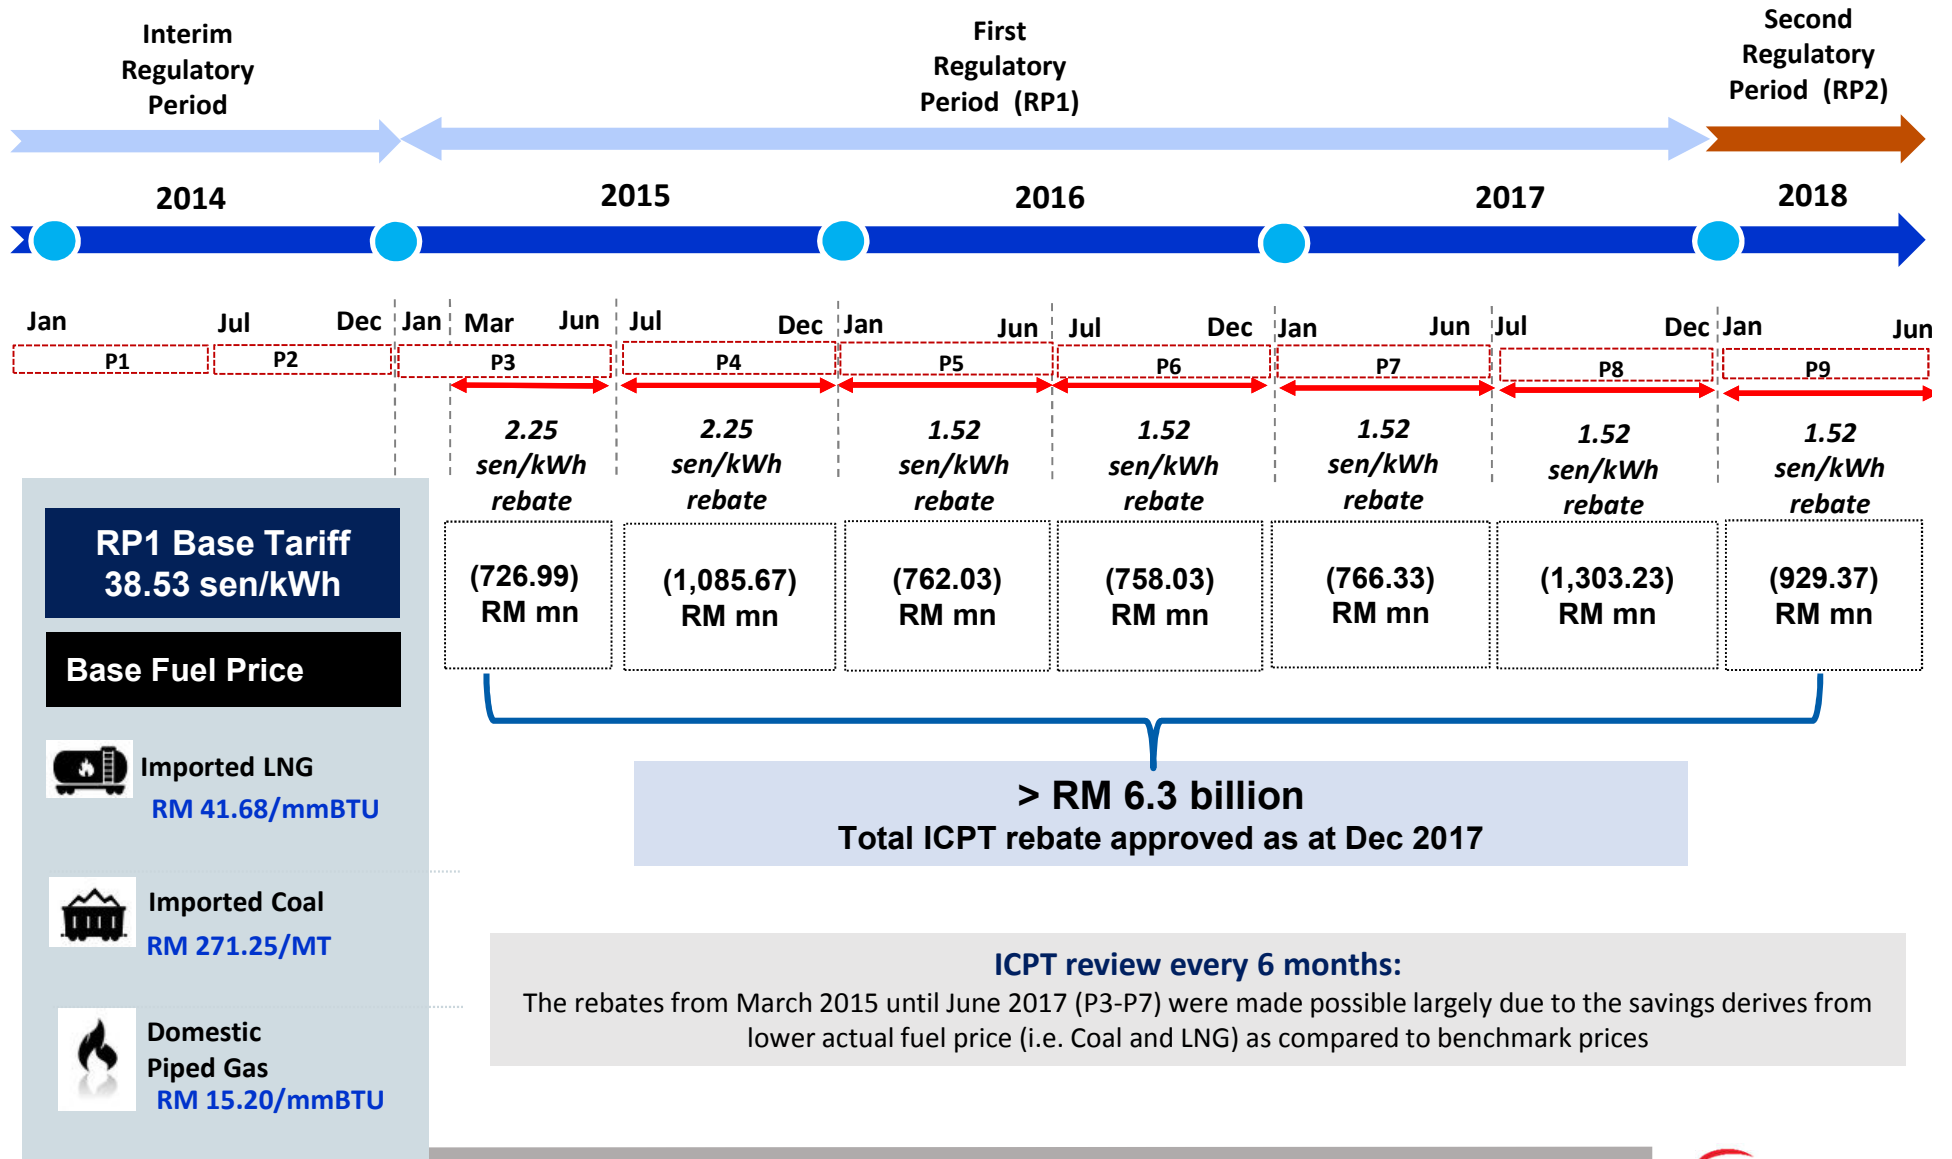 Interim
Regulatory
Period
First
Regulatory
Period (RP1)
Second
Regulatory
Period (RP2)
2014
2015
2016
2017
2018
Jan Jul Dec Jan Mar Jun Jul Dec Jan Jun Jul Dec Jan Jun Jul Dec Jan Jun
P1 P2 P3 P4 P5 P6 P7 P8 P9
2.25
sen/kWh
rebate
2.25
sen/kWh
rebate
1.52
sen/kWh
rebate
1.52
sen/kWh
rebate
1.52
sen/kWh
rebate
1.52
sen/kWh
rebate
1.52
sen/kWh
rebate
(726.99)
RM mn
(1,085.67)
RM mn
(762.03)
RM mn
(758.03)
RM mn
(766.33)
RM mn
(1,303.23)
RM mn
(929.37)
RM mn
RP1 Base Tariff
38.53 sen/kWh
Base Fuel Price
Imported LNG
RM 41.68/mmBTU
Imported Coal
RM 271.25/MT
Domestic
Piped Gas
RM 15.20/mmBTU
> RM 6.3 billion
Total ICPT rebate approved as at Dec 2017
ICPT review every 6 months:
The rebates from March 2015 until June 2017 (P3-P7) were made possible largely due to the savings derives from
lower actual fuel price (i.e. Coal and LNG) as compared to benchmark prices